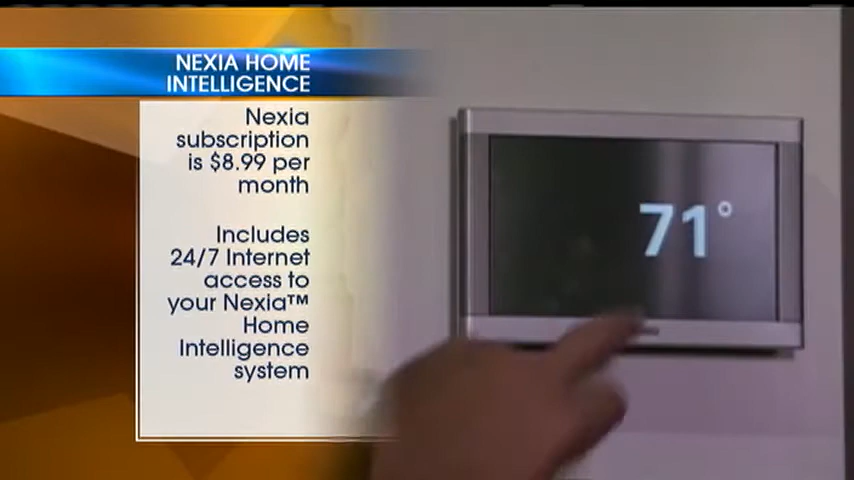 NEXIA HOME
INTELLIGENCE
Nexia
subscription
is $8.99 per
month
Includes
24/7 Internet
access to
your Nexia™
Home
Intelligence
system
71°